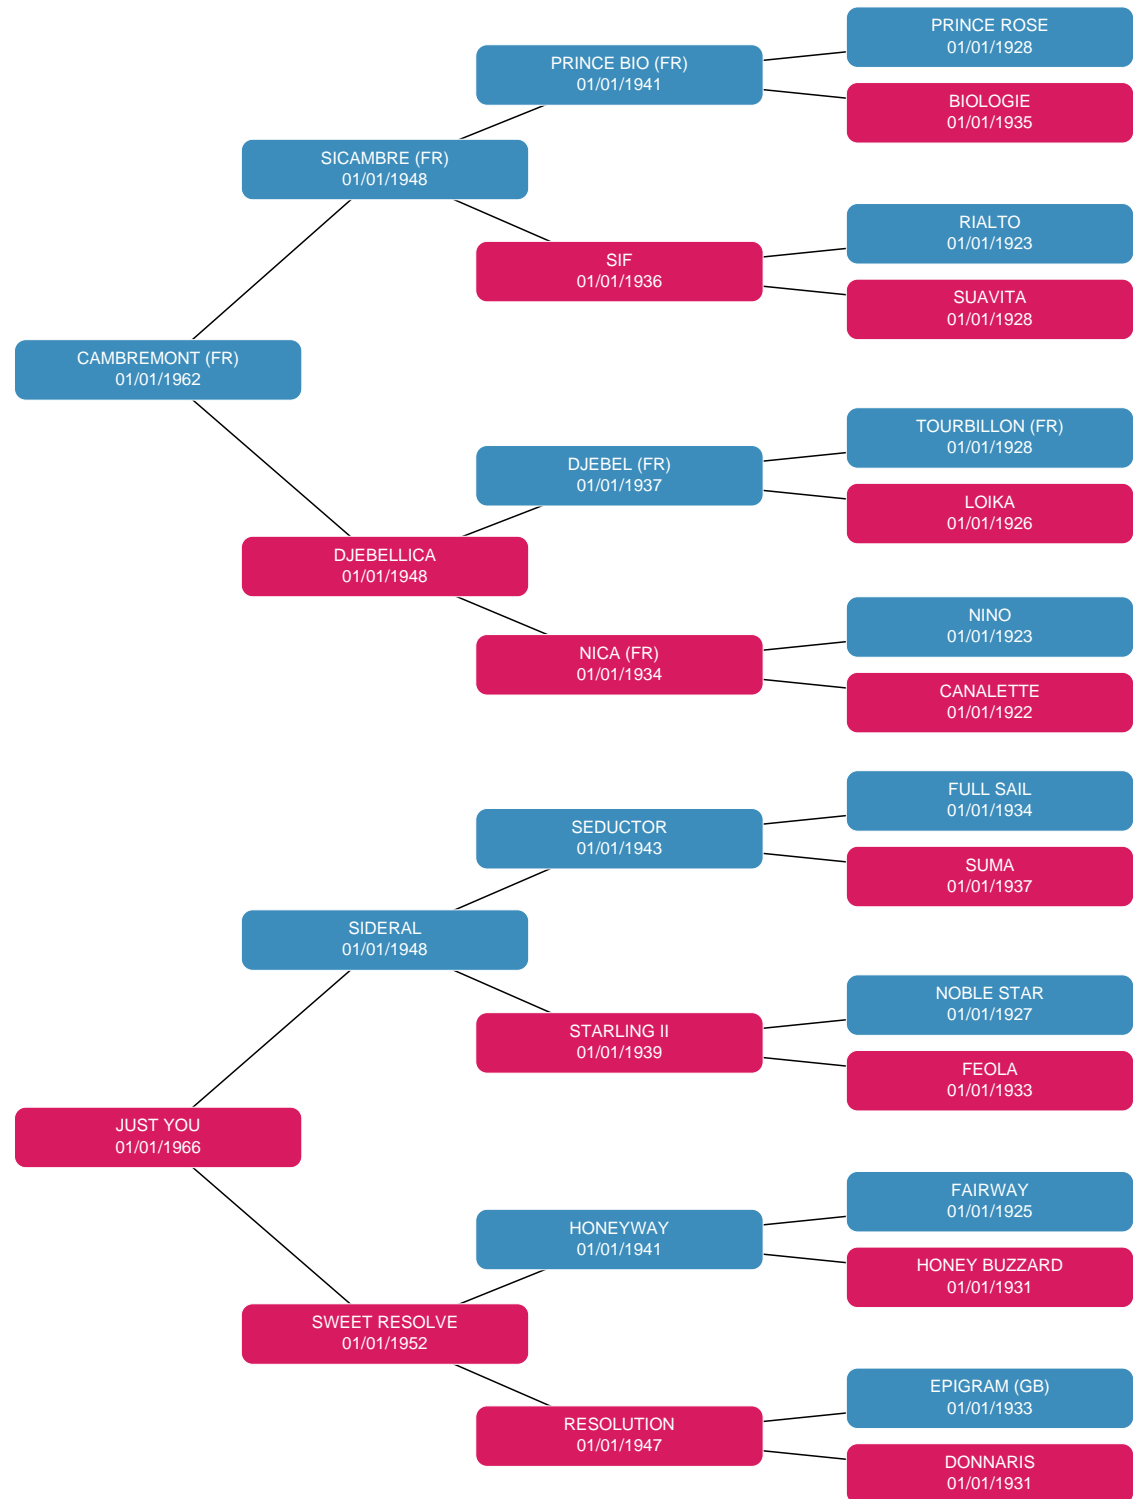 PRINCE ROSE
01/01/1928
PRINCE BIO (FR)
01/01/1941
BIOLOGIE
01/01/1935
SICAMBRE (FR)
01/01/1948
RIALTO
01/01/1923
SIF
01/01/1936
SUAVITA
01/01/1928
CAMBREMONT (FR)
01/01/1962
TOURBILLON (FR)
01/01/1928
DJEBEL (FR)
01/01/1937
LOIKA
01/01/1926
DJEBELLICA
01/01/1948
NINO
01/01/1923
NICA (FR)
01/01/1934
CANALETTE
01/01/1922
FULL SAIL
01/01/1934
SEDUCTOR
01/01/1943
SUMA
01/01/1937
SIDERAL
01/01/1948
NOBLE STAR
01/01/1927
STARLING II
01/01/1939
FEOLA
01/01/1933
JUST YOU
01/01/1966
FAIRWAY
01/01/1925
HONEYWAY
01/01/1941
HONEY BUZZARD
01/01/1931
SWEET RESOLVE
01/01/1952
EPIGRAM (GB)
01/01/1933
RESOLUTION
01/01/1947
DONNARIS
01/01/1931